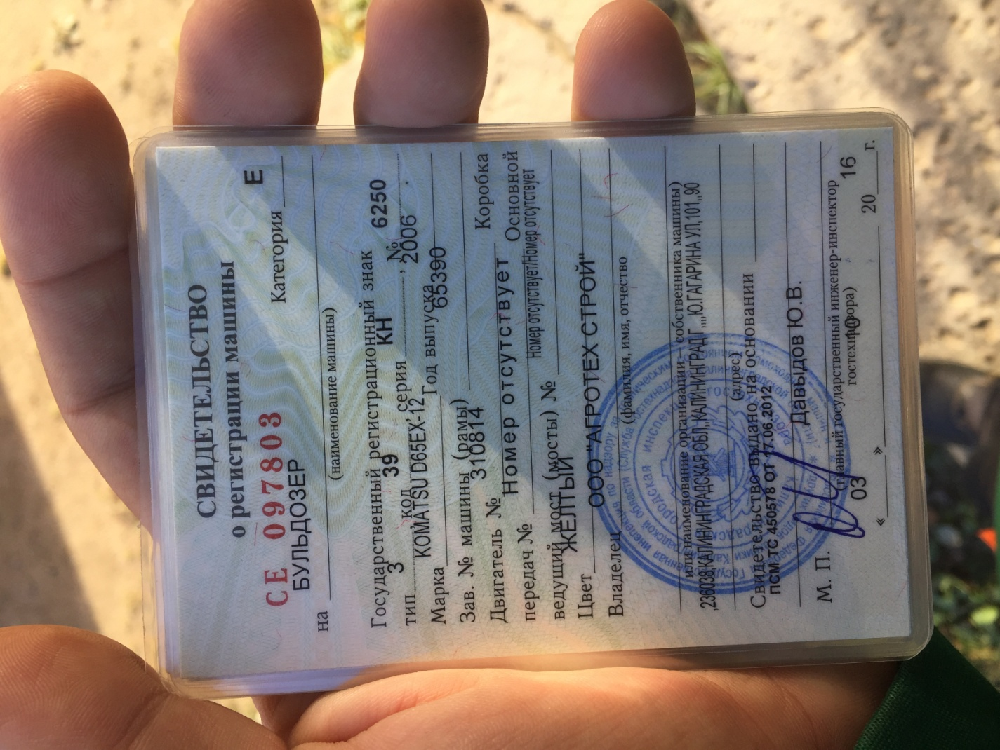 СВИДЕТЕЛЬСТВО
о регистрации машины
СЕ 097803 Категория Е
на БУЛЬДОЗЕР
(наименование машины)
Государственный регистрационный знак
тип 3 код 39 серия КН , № 6250
Марка KOMATSU D65EX-12 Год выпуска 2006 .
Зав. № машины (рамы) 65390
Двигатель № 310814 Коробка
передач № Номер отсутствует Основной
ведущий мост (мосты) № Номер отсутствует/Номер отсутствует
Цвет ЖЕЛТЫЙ
Владелец ООО "АГРОТЕХ СТРОЙ"
(фамилия, имя, отчество
или наименование организации - собственника машины)
,236038,КАЛИНИНГРАДСКАЯ ОБЛ,,КАЛИНИНГРАД Г,,,,,Ю.ГАГАРИНА УЛ,101,,90
(адрес)
Свидетельство выдано на основании
ПСМ ТС 450578 ОТ 17.06.2012
Давыдов Ю.В.
М. П. (главный государственный инженер-инспектор
гостехнадзора)
« 03 » 10 20 16 г.